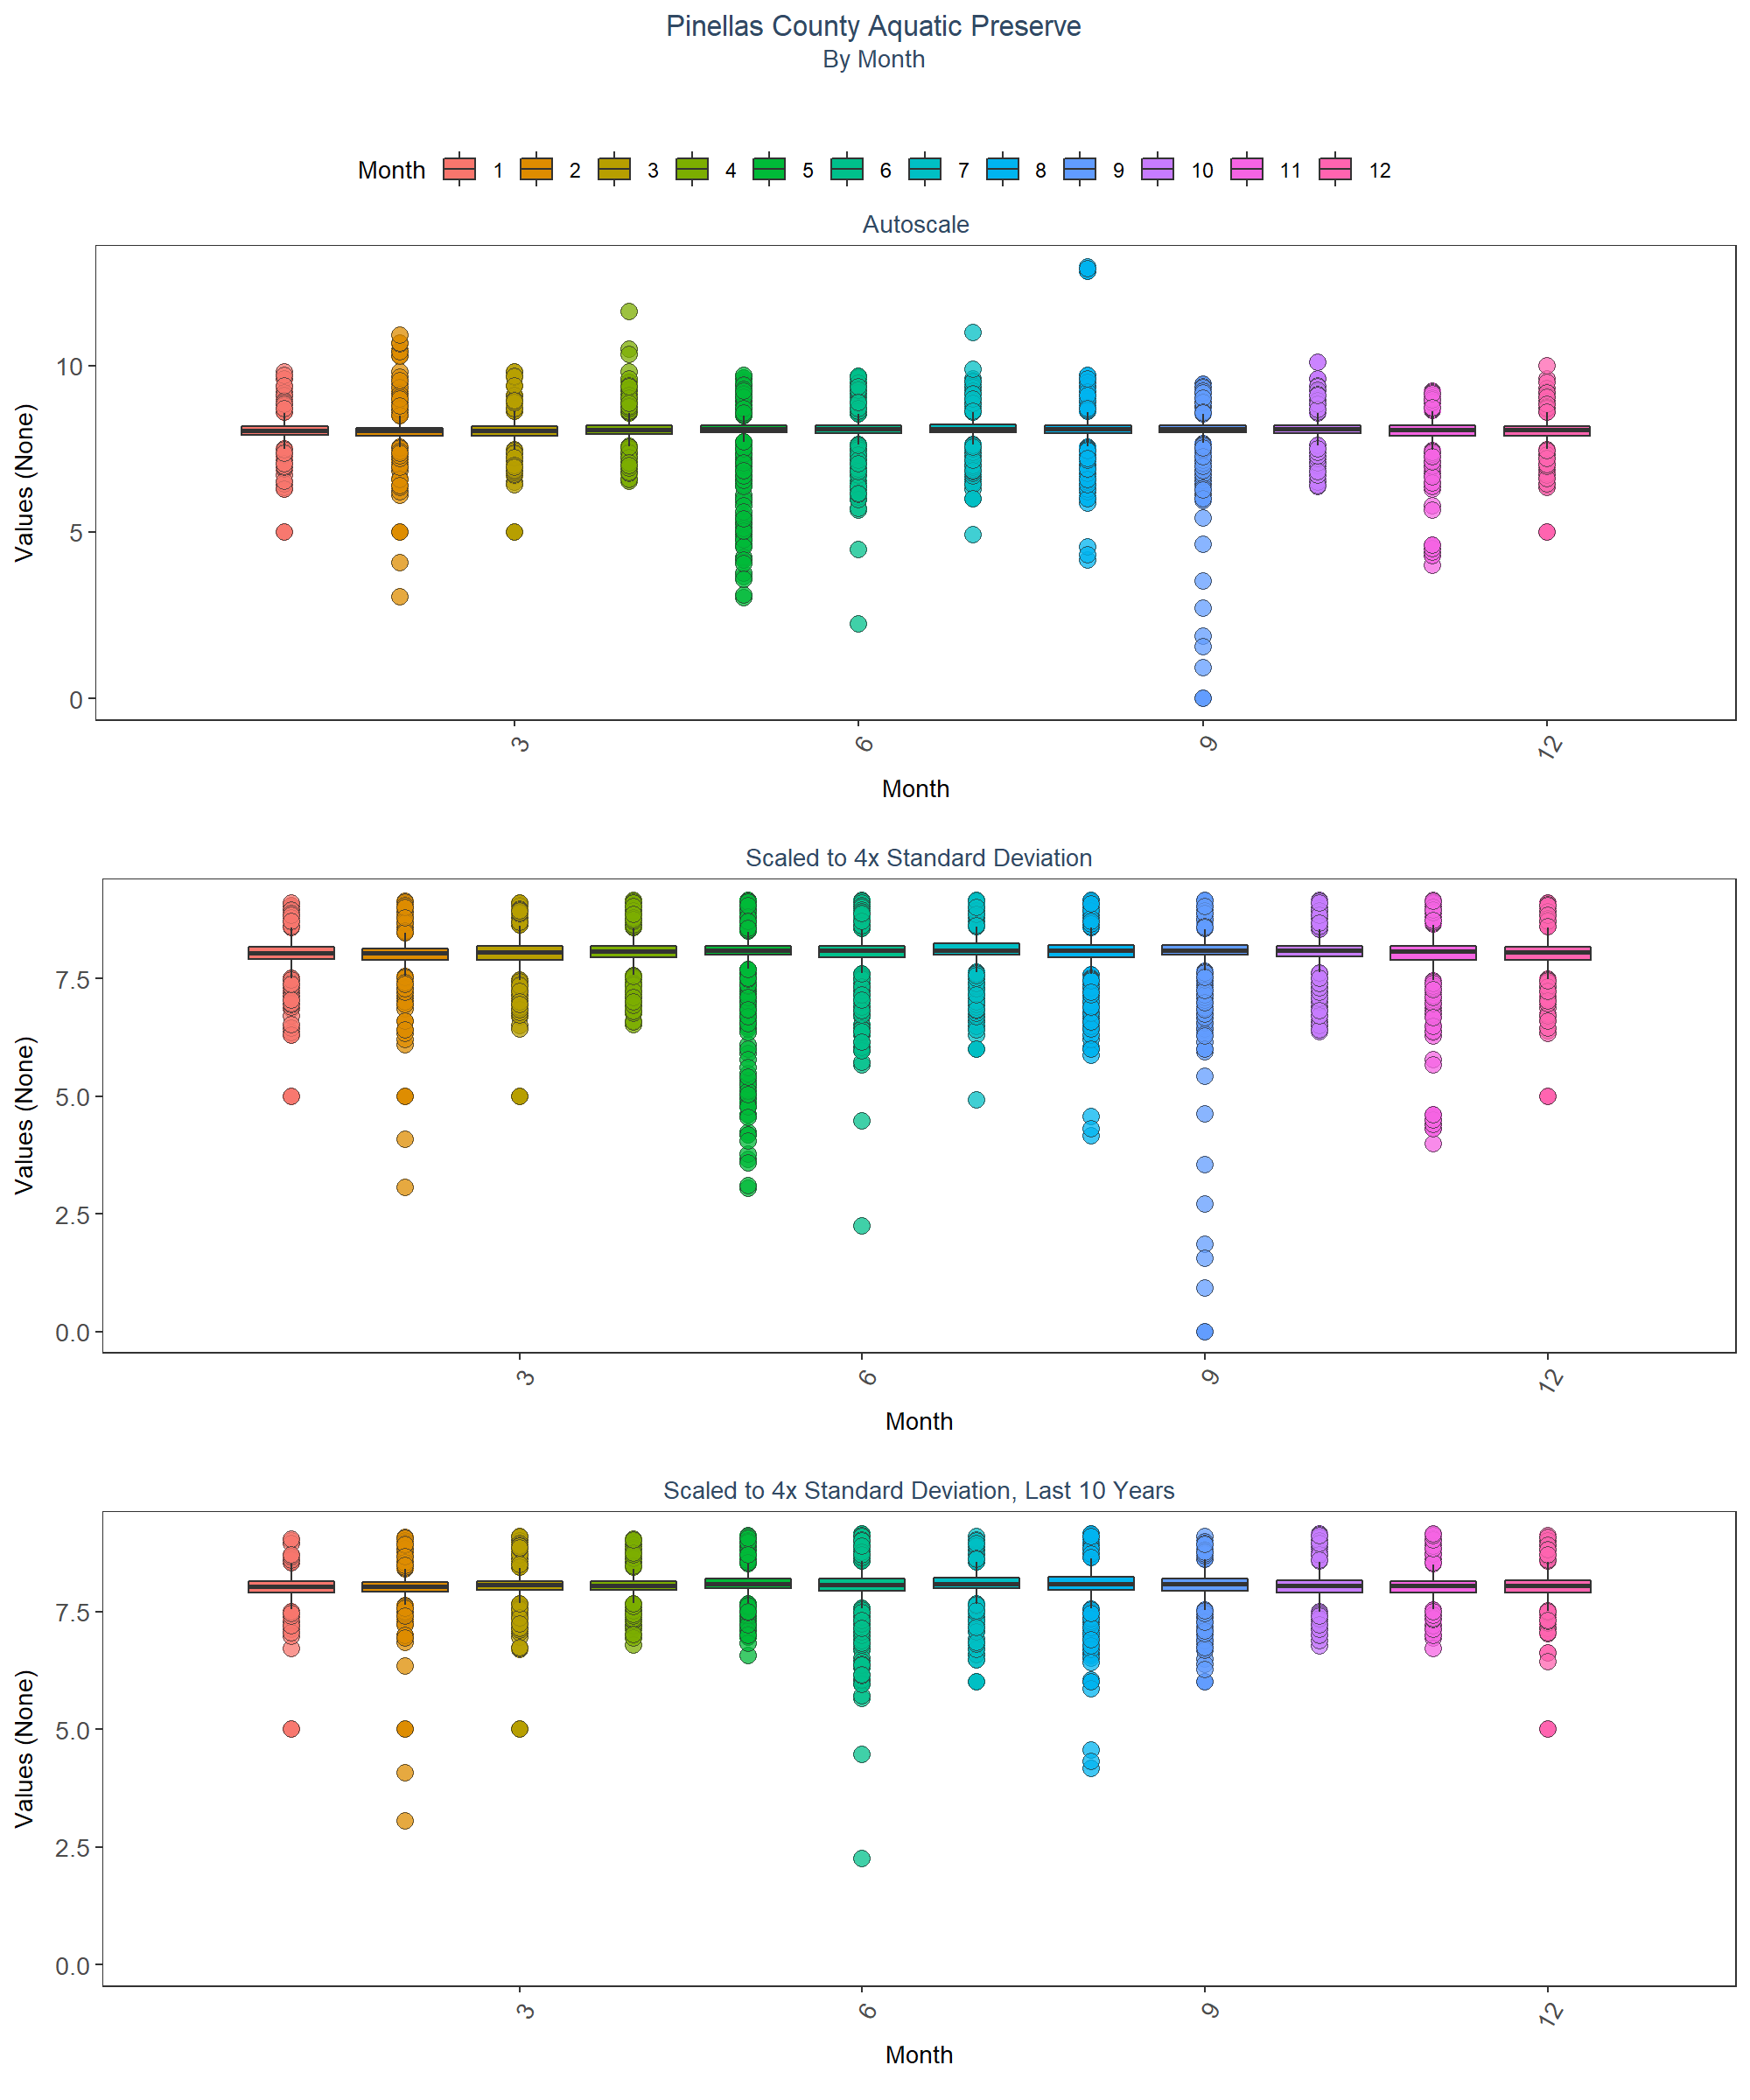 Pinellas County Aquatic Preserve
By Month
Month 1 2 3 4 5 6 7 8 9 10 11 12
Autoscale
Values (None)
10
5
0
3 6 9 12
Month
Scaled to 4x Standard Deviation
Values (None)
7.5
5.0
2.5
0.0
3 6 9 12
Month
Scaled to 4x Standard Deviation, Last 10 Years
Values (None)
7.5
5.0
2.5
0.0
3 6 9 12
Month